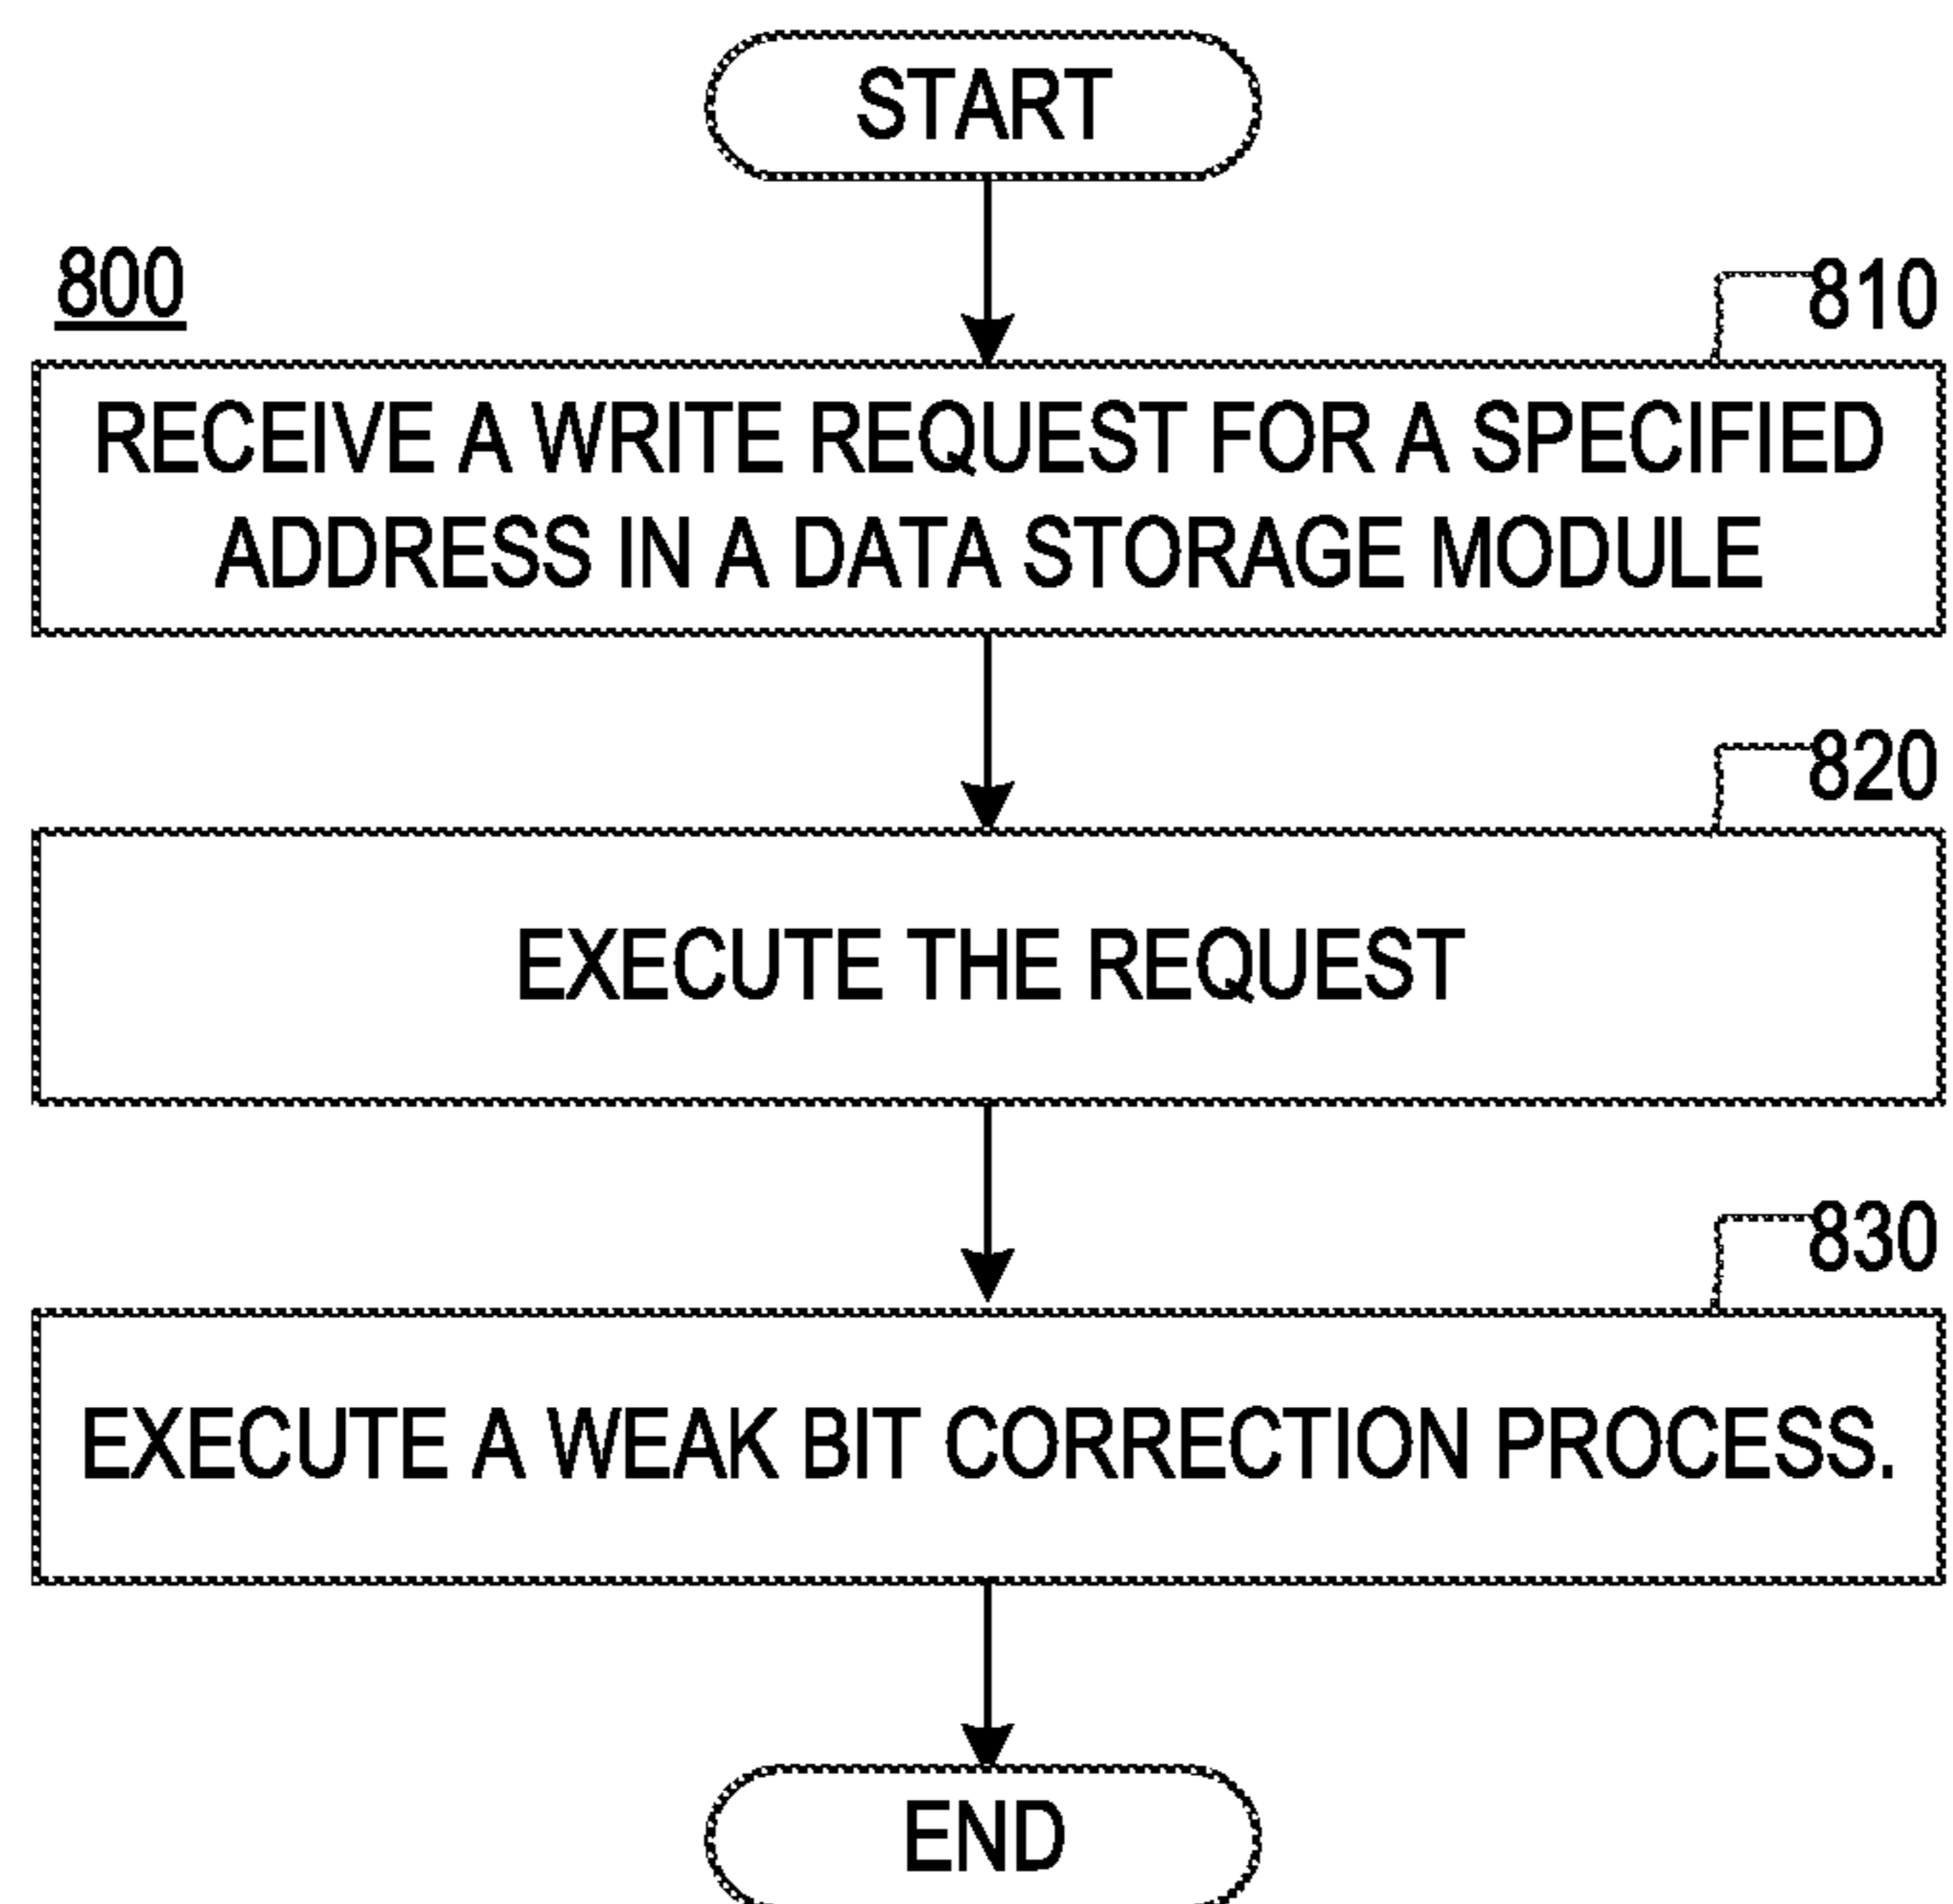 START
800
810
RECEIVE A WRITE REQUEST FOR A SPECIFIED
ADDRESS IN A DATA STORAGE MODULE
820
EXECUTE THE REQUEST
830
EXECUTE A WEAK BIT CORRECTION PROCESS.
END